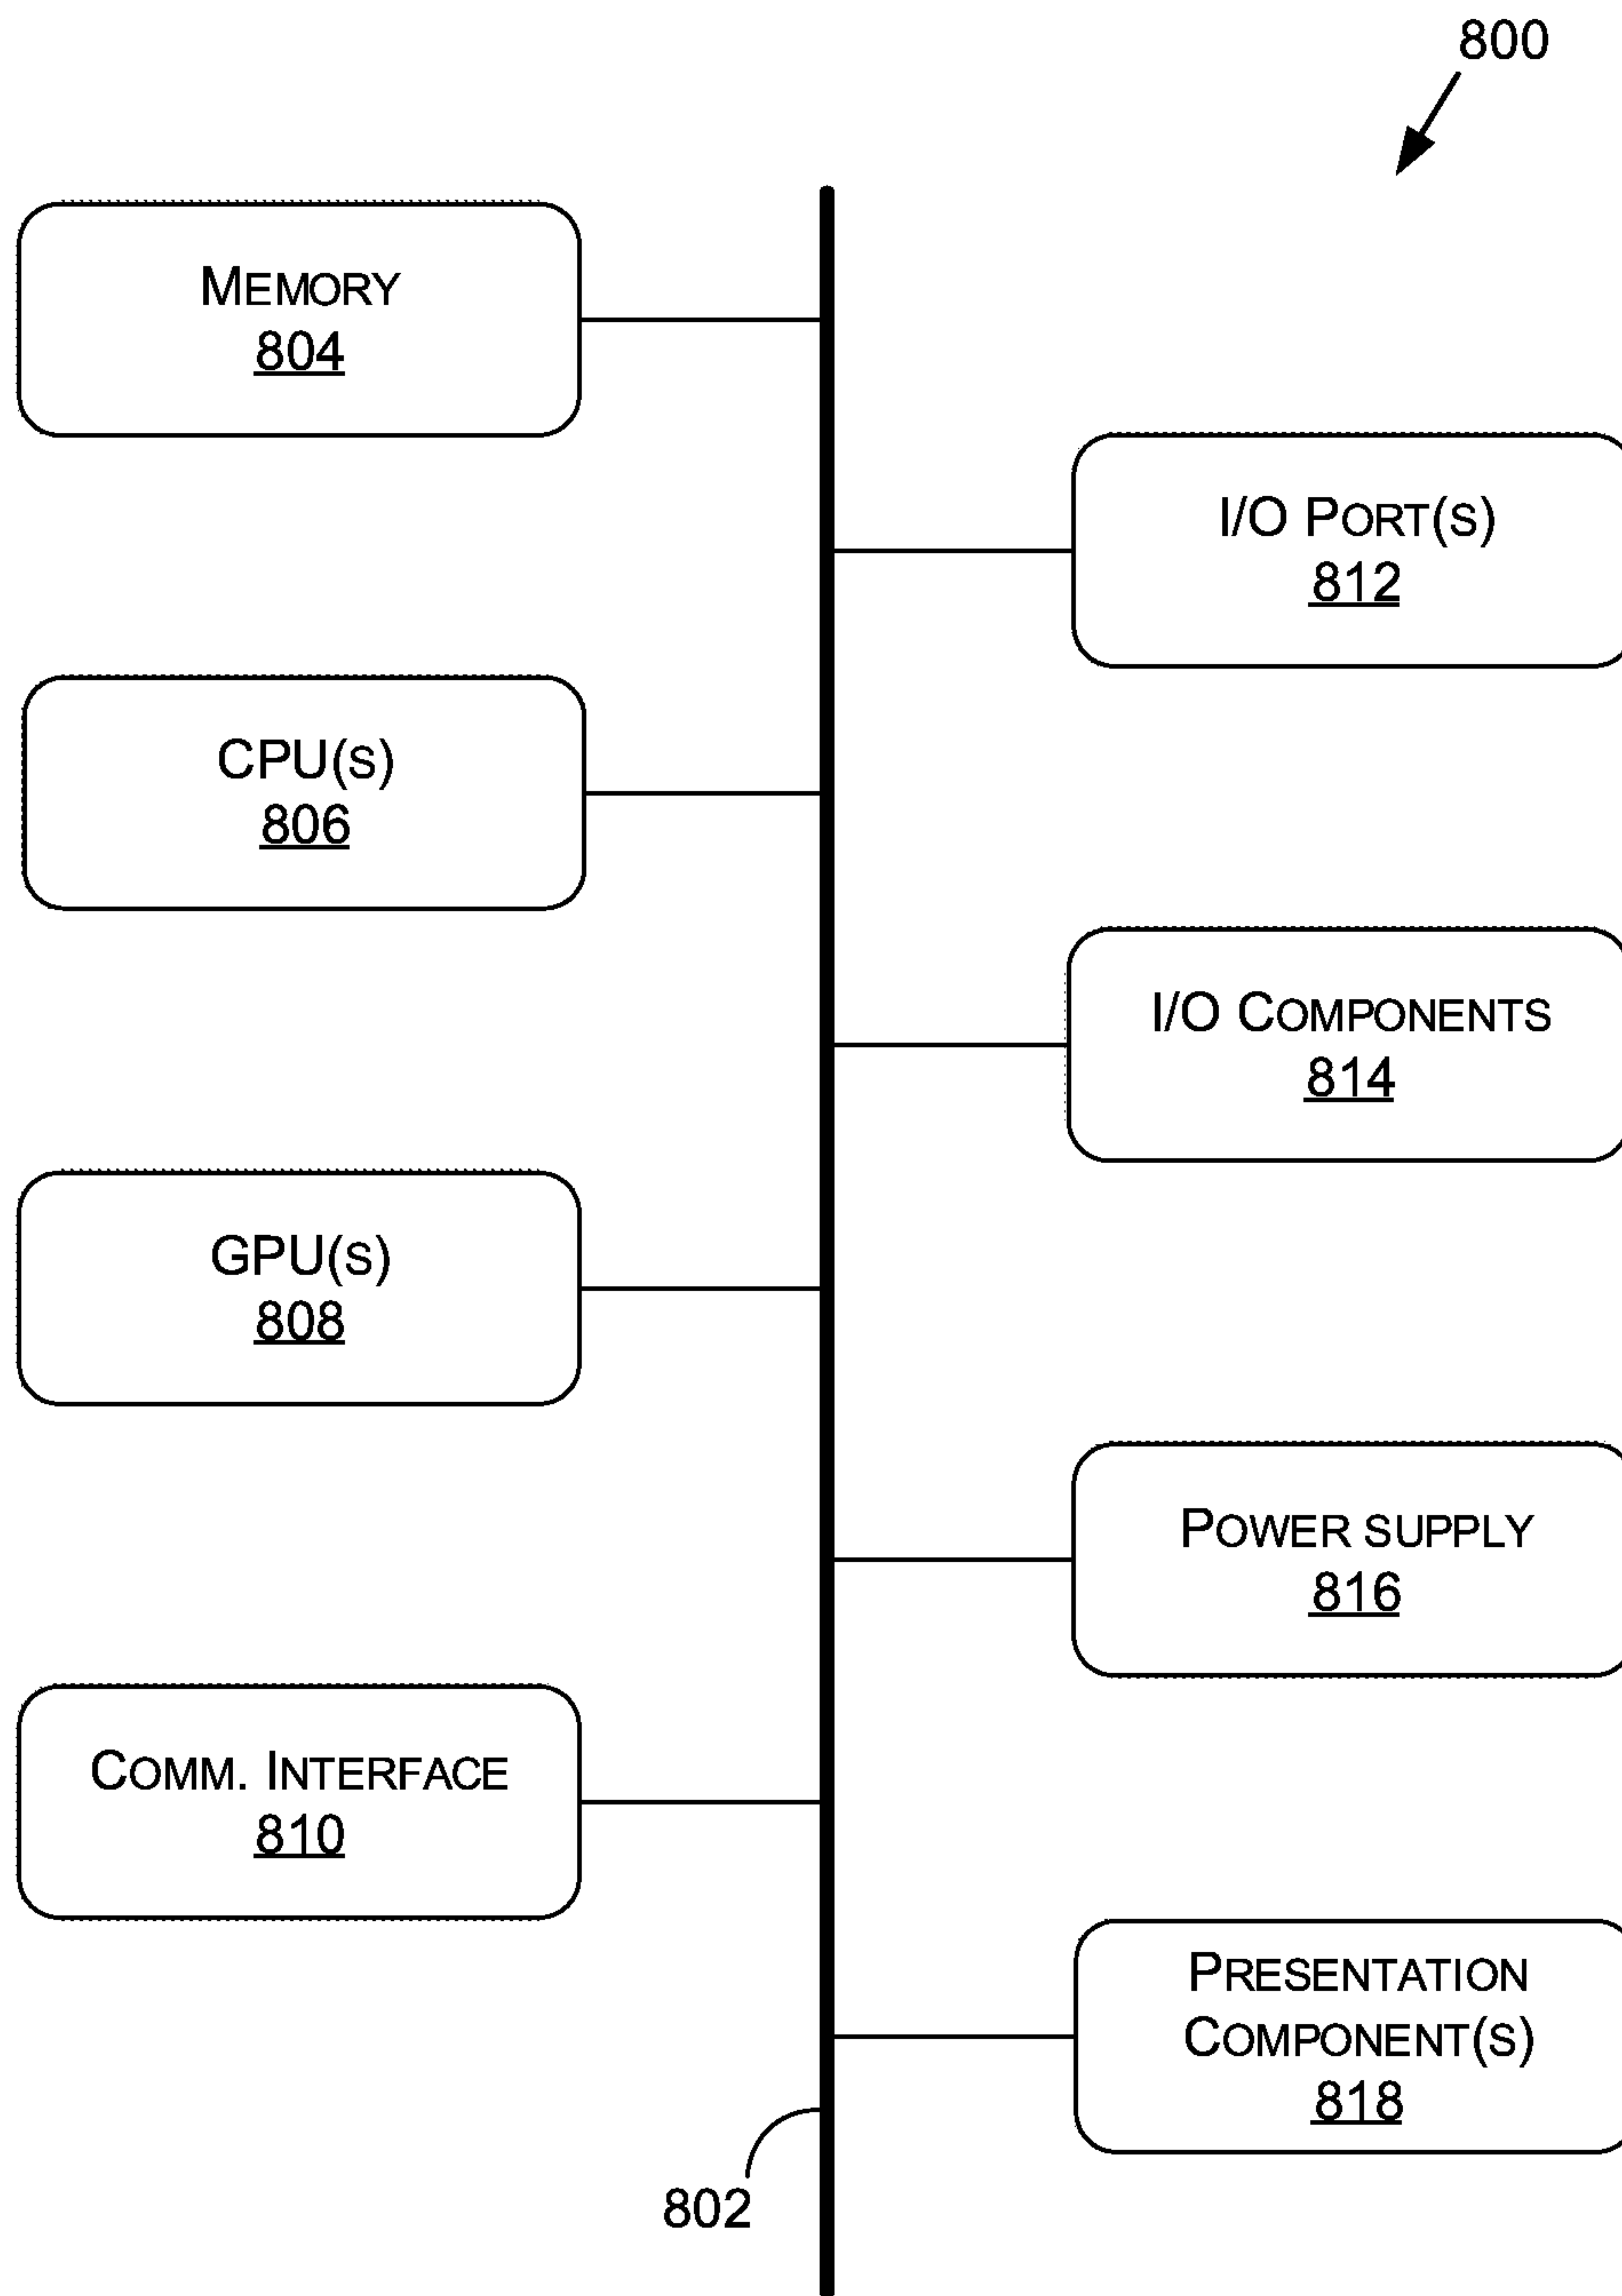 800
MEMORY
804
I/O PORT(S)
812
CPU(S)
806
I/O COMPONENTS
814
GPU(S)
808
POWER SUPPLY
816
COMM. INTERFACE
810
PRESENTATION
COMPONENT(S)
818
802